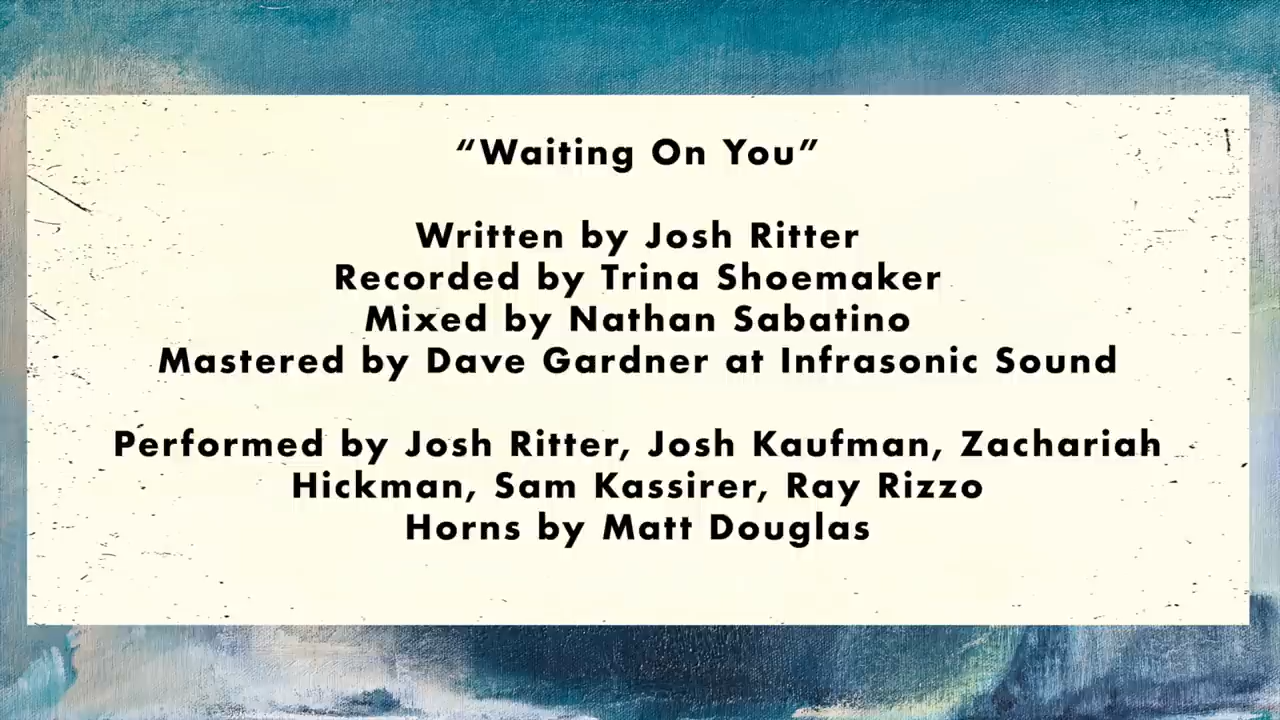 “Waiting On You”
Written by Josh Ritter
Recorded by Trina Shoemaker
Mixed by Nathan Sabatino
Mastered by Dave Gardner at Infrasonic Sound
Performed by Josh Ritter, Josh Kaufman, Zachariah
Hickman, Sam Kassirer, Ray Rizzo
Horns by Matt Douglas